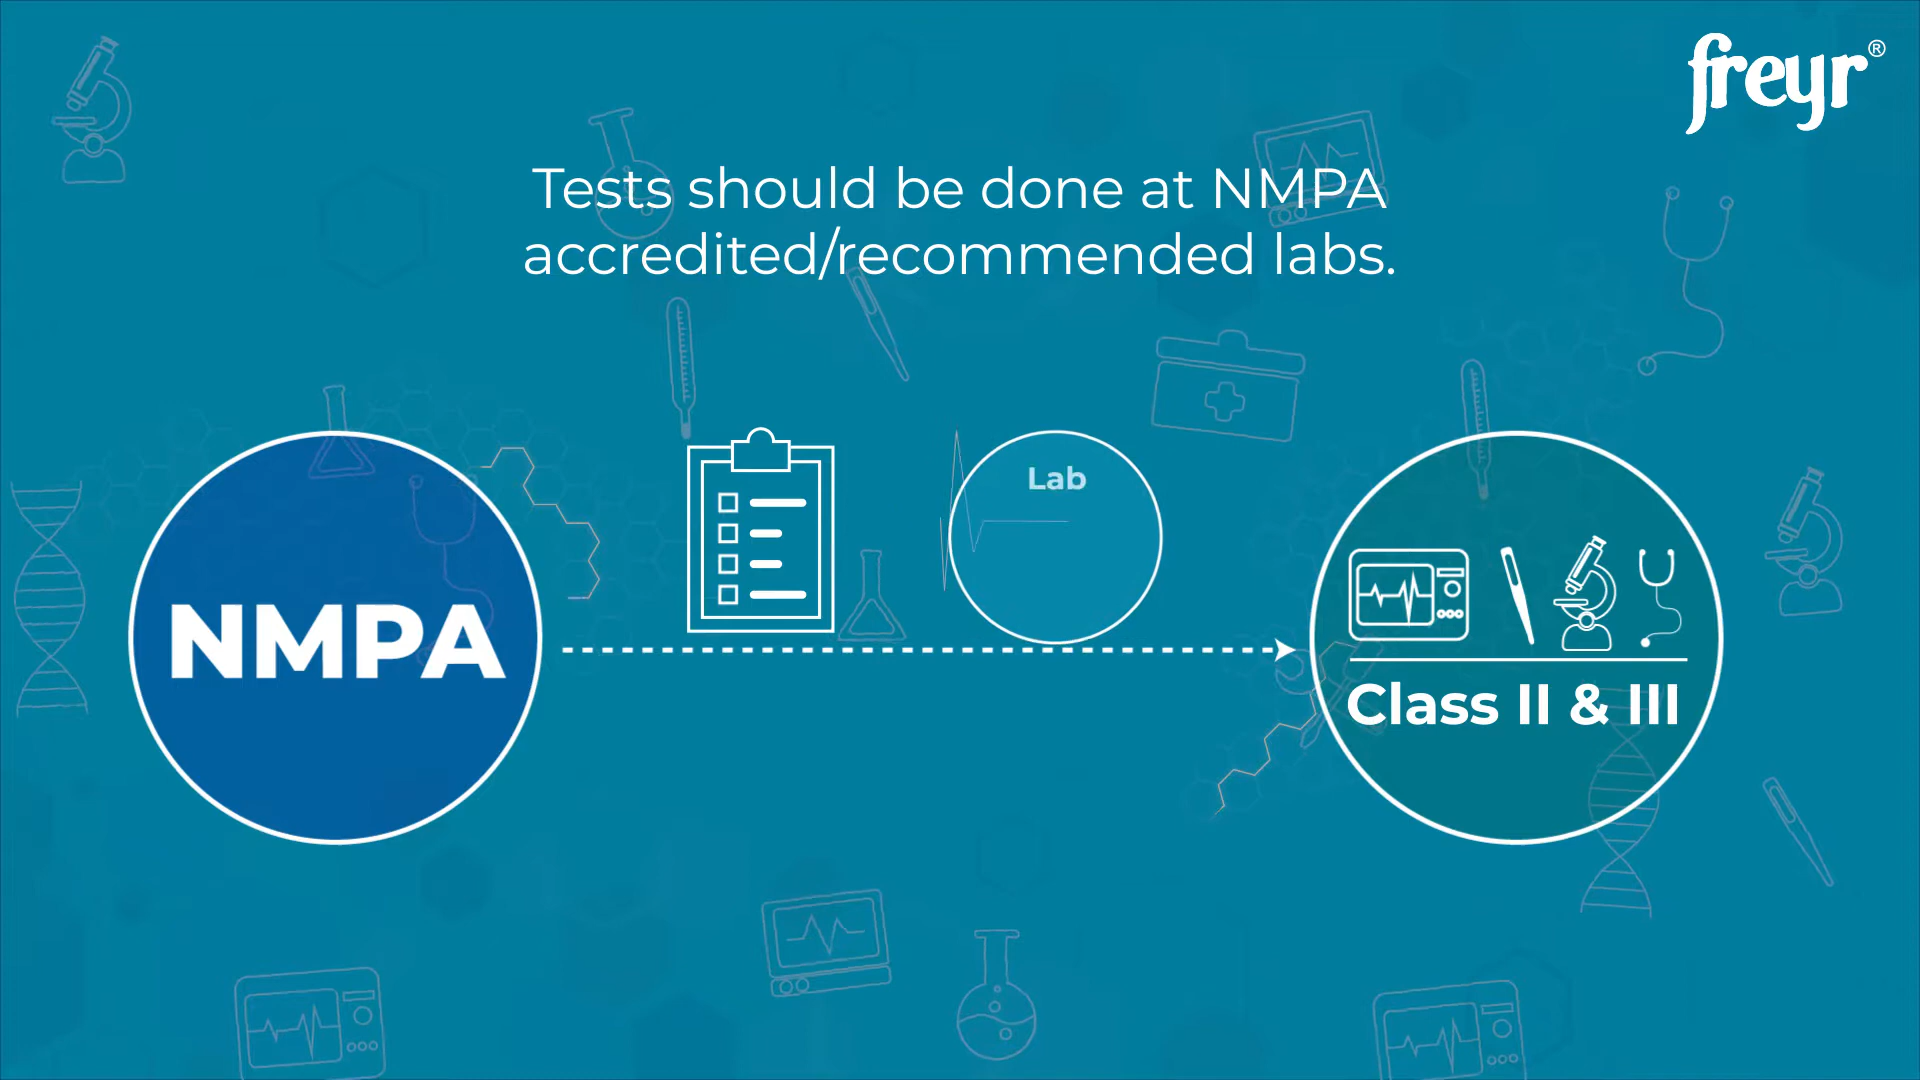 freyr®
Tests should be done at NMPA
accredited/recommended labs.
Lab
NMPA
Class II & III